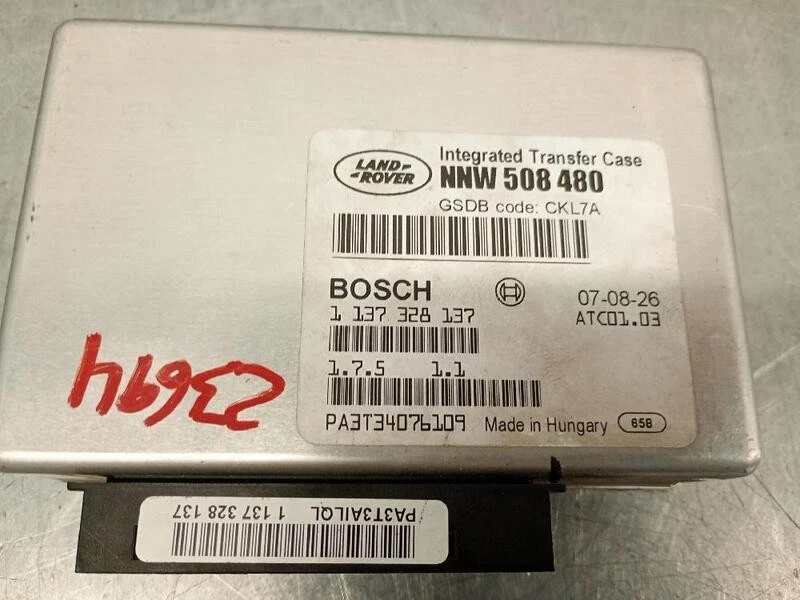 LAND-
ROVER
Integrated Transfer Case
NNW 508 480
GSDB code: CKL7A
BOSCH
07-08-26
1 137 328 137
ATC01.03
1.7.5 1.1
PA3T34076109 Made in Hungary 658
23694
PA3T3AILQL 1 137 328 137